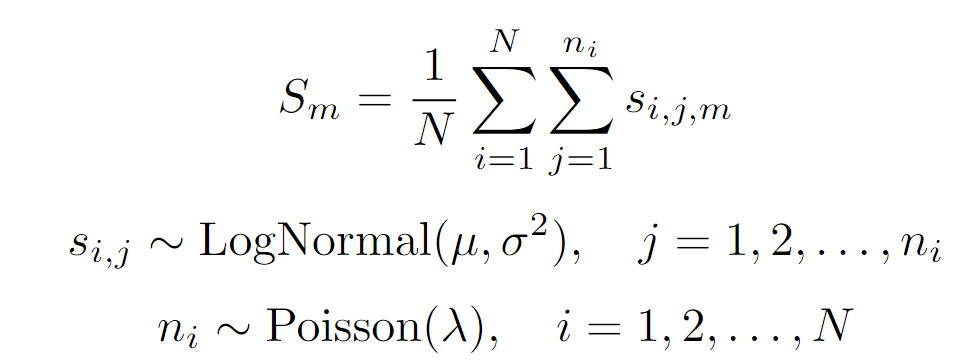 S_m = \frac{1}{N} \sum_{i=1}^{N} \sum_{j=1}^{n_i} s_{i,j,m}
s_{i,j} \sim \text{LogNormal}(\mu, \sigma^2), \quad j = 1, 2, \ldots, n_i
n_i \sim \text{Poisson}(\lambda), \quad i = 1, 2, \ldots, N